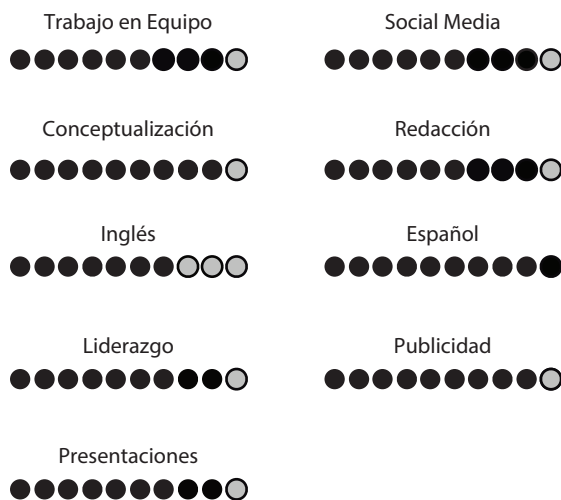 Trabajo en Equipo
Social Media
Conceptualización
Redacción
Inglés
Español
Liderazgo
Publicidad
Presentaciones